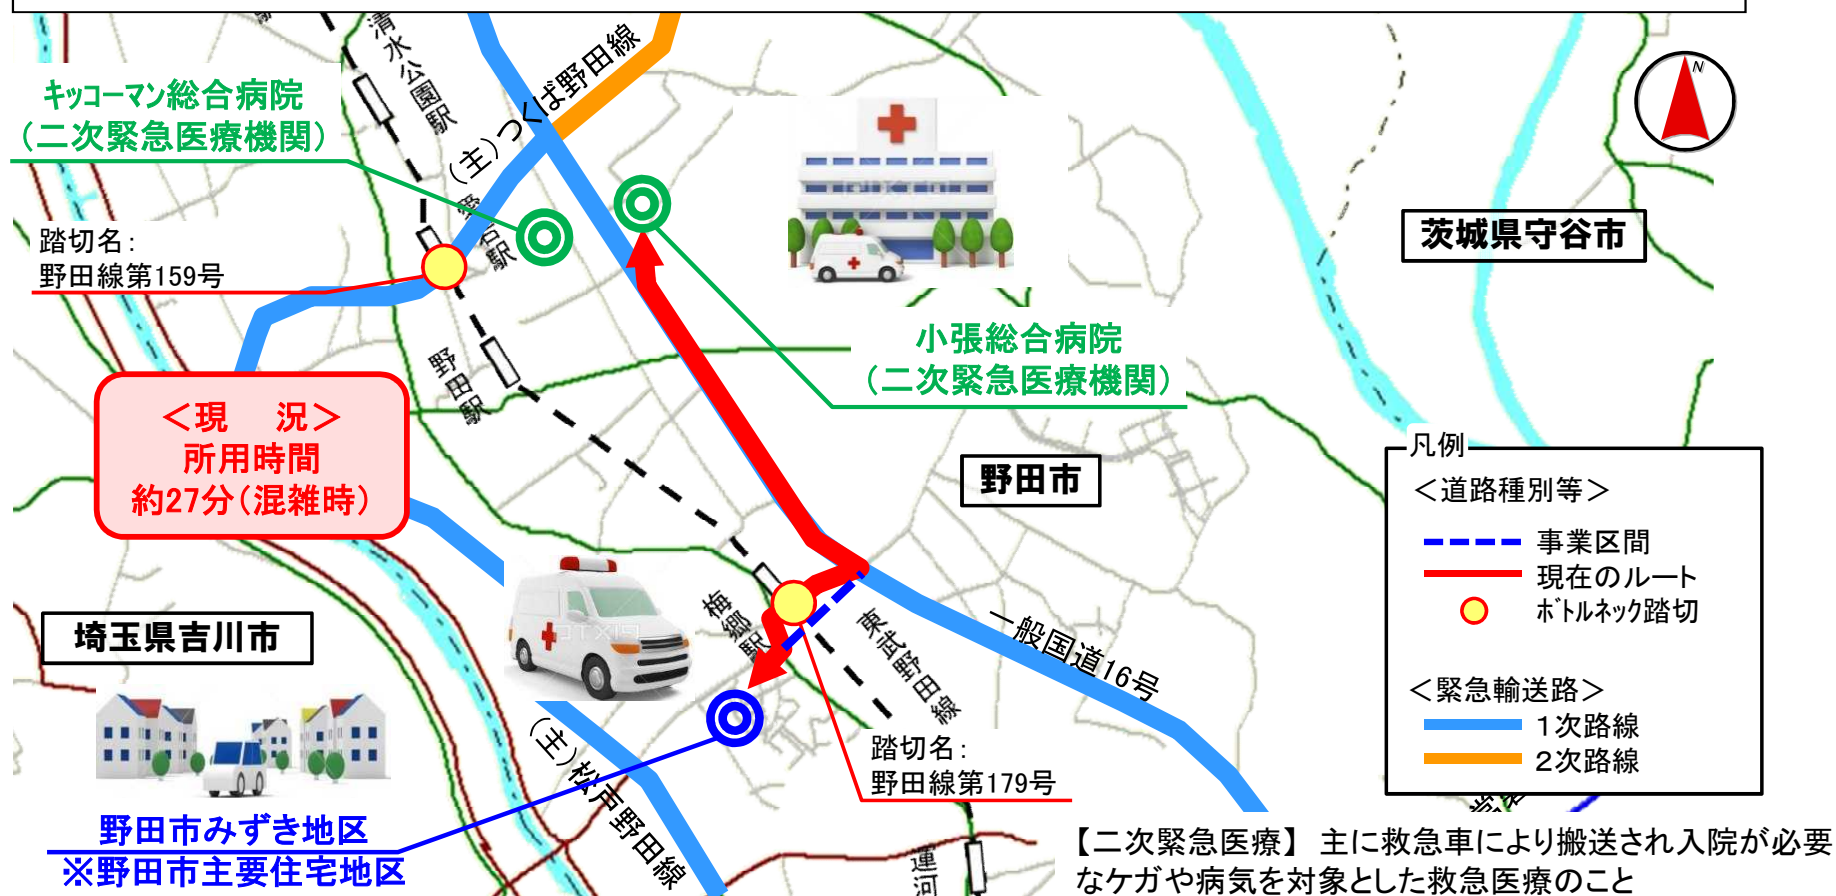 清水公園駅
(主)つくば野田線
キッコーマン総合病院
(二次緊急医療機関)
N
踏切名:
野田線第159号
茨城県守谷市
小張総合病院
(二次緊急医療機関)
野田駅
<現 況>
所用時間
約27分(混雑時)
野田市
凡例
<道路種別等>
事業区間
現在のルート
ボトルネック踏切
<緊急輸送路>
1次路線
2次路線
埼玉県吉川市
梅郷駅
東武野田線
一般国道16号
(主)松戸野田線
踏切名:
野田線第179号
野田市みずき地区
※野田市主要住宅地区
運河
【二次緊急医療】 主に救急車により搬送され入院が必要
なケガや病気を対象とした救急医療のこと